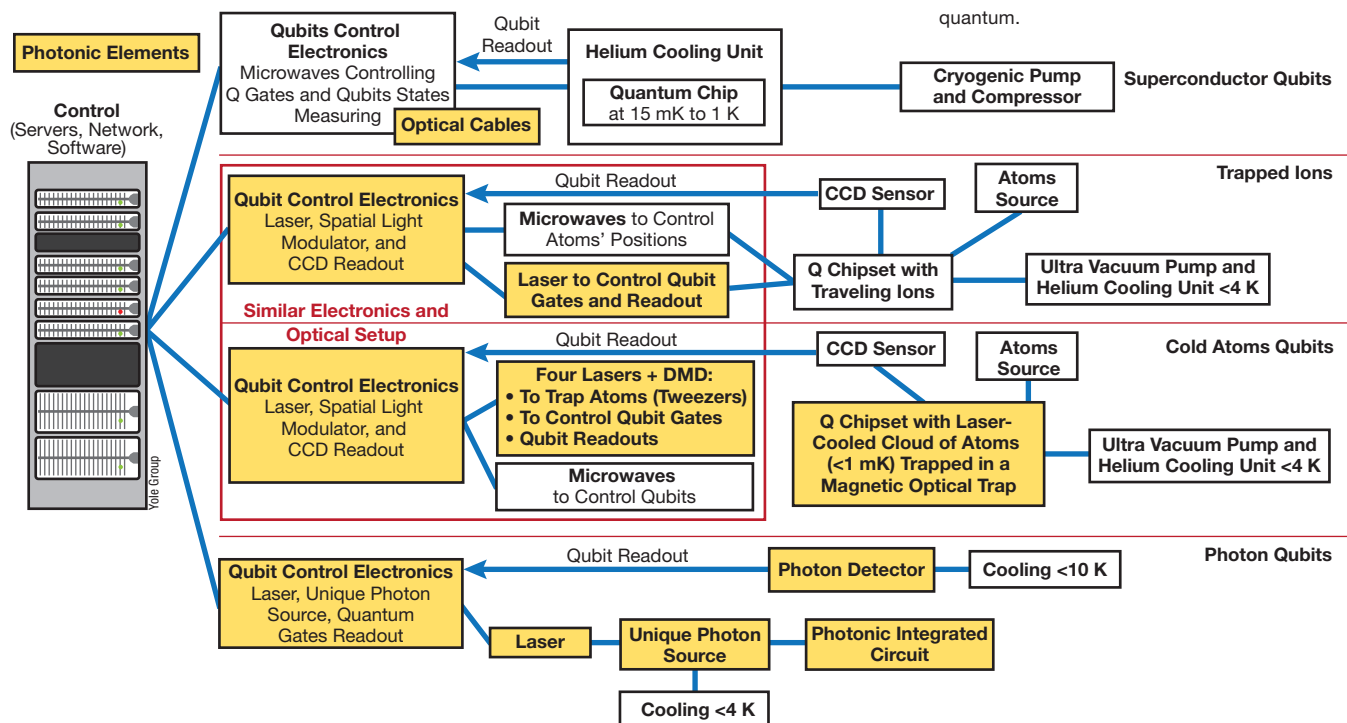 quantum.
Photonic Elements
Control
(Servers, Network,
Software)
Yole Group
Qubits Control
Electronics
Microwaves Controlling
Q Gates and Qubits States
Measuring
Optical Cables
Qubit
Readout
Helium Cooling Unit
Quantum Chip
at 15 mK to 1 K
Cryogenic Pump
and Compressor
Superconductor Qubits
Trapped Ions
Qubit Control Electronics
Laser, Spatial Light
Modulator, and
CCD Readout
Qubit Readout
CCD Sensor
Atoms
Source
Microwaves to Control
Atoms’ Positions
Laser to Control Qubit
Gates and Readout
Q Chipset with
Traveling Ions
Ultra Vacuum Pump and
Helium Cooling Unit <4 K
Similar Electronics and
Optical Setup
Cold Atoms Qubits
Qubit Control Electronics
Laser, Spatial Light
Modulator, and
CCD Readout
Qubit Readout
CCD Sensor
Atoms
Source
Four Lasers + DMD:
• To Trap Atoms (Tweezers)
• To Control Qubit Gates
• Qubit Readouts
Microwaves
to Control Qubits
Q Chipset with Laser-
Cooled Cloud of Atoms
(<1 mK) Trapped in a
Magnetic Optical Trap
Ultra Vacuum Pump and
Helium Cooling Unit <4 K
Photon Qubits
Qubit Control Electronics
Laser, Unique Photon
Source, Quantum
Gates Readout
Qubit Readout
Photon Detector
Cooling <10 K
Laser
Unique Photon
Source
Photonic Integrated
Circuit
Cooling <4 K